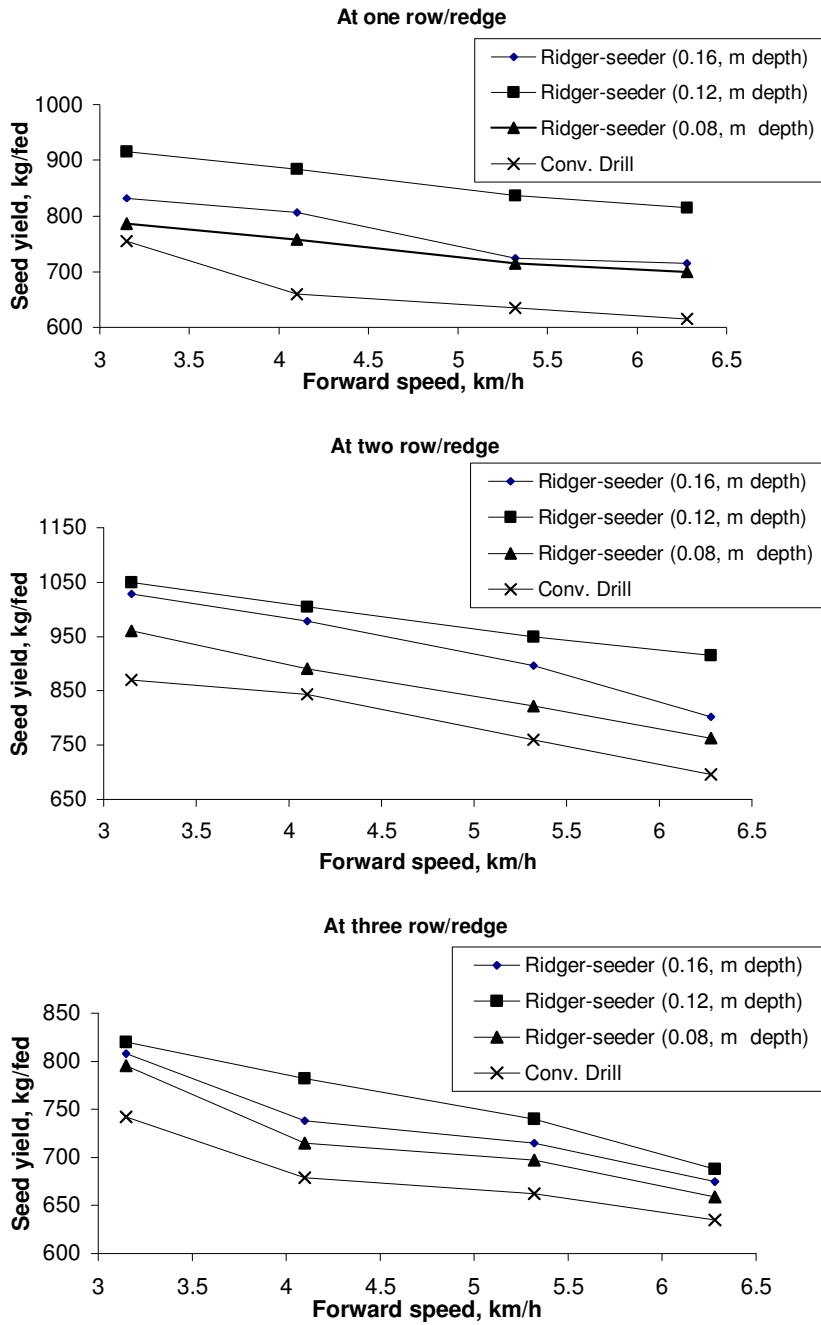 At one row/redge
Ridger-seeder (0.16, m depth)
Ridger-seeder (0.12, m depth)
Ridger-seeder (0.08, m  depth)
Conv. Drill
Seed yield, kg/fed
1000
900
800
700
600
3 3.5 4 4.5 5 5.5 6 6.5
Forward speed, km/h
At two row/redge
Ridger-seeder (0.16, m depth)
Ridger-seeder (0.12, m depth)
Ridger-seeder (0.08, m  depth)
Conv. Drill
Seed yield, kg/fed
1150
1050
950
850
750
650
3 3.5 4 4.5 5 5.5 6 6.5
Forward speed, km/h
At three row/redge
Ridger-seeder (0.16, m depth)
Ridger-seeder (0.12, m depth)
Ridger-seeder (0.08, m  depth)
Conv. Drill
Seed yield, kg/fed
850
800
750
700
650
600
3 3.5 4 4.5 5 5.5 6 6.5
Forward speed, km/h